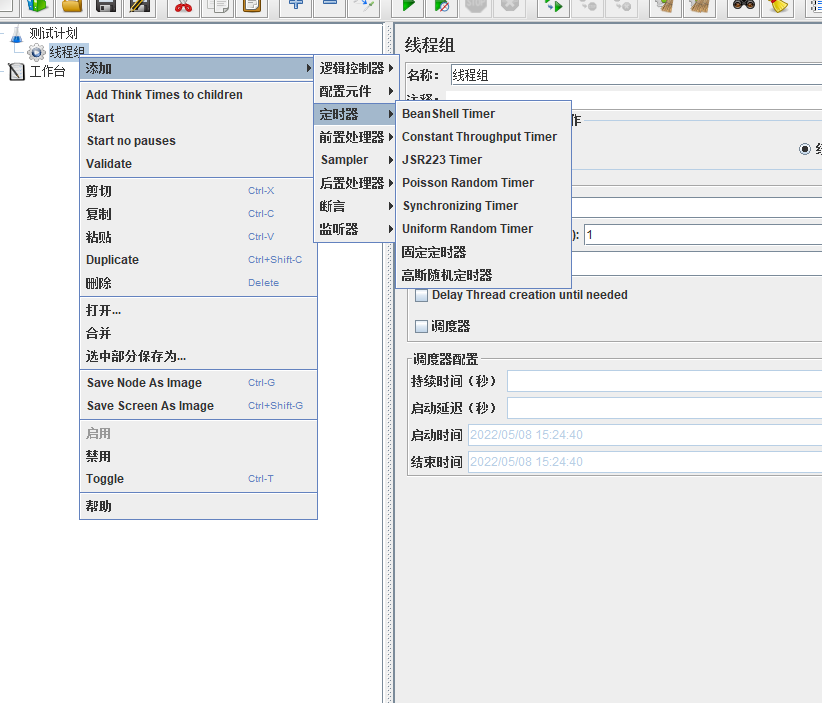 测试计划
线程组
工作台
添加
Add Think Times to children
Start
Start no pauses
Validate
剪切 Ctrl-X
复制 Ctrl-C
粘贴 Ctrl-V
Duplicate Ctrl+Shift-C
删除 Delete
打开...
合并
选中部分保存为...
Save Node As Image Ctrl-G
Save Screen As Image Ctrl+Shift-G
启用
禁用
Toggle Ctrl-T
帮助
逻辑控制器
配置元件
定时器
前置处理器
Sampler
后置处理器
断言
监听器
BeanShell Timer
Constant Throughput Timer
JSR223 Timer
Poisson Random Timer
Synchronizing Timer
Uniform Random Timer
固定定时器
高斯随机定时器
线程组
名称: 线程组
注释:
作
): 1
Delay Thread creation until needed
调度器
调度器配置
持续时间（秒）
启动延迟（秒）
启动时间 2022/05/08 15:24:40
结束时间 2022/05/08 15:24:40